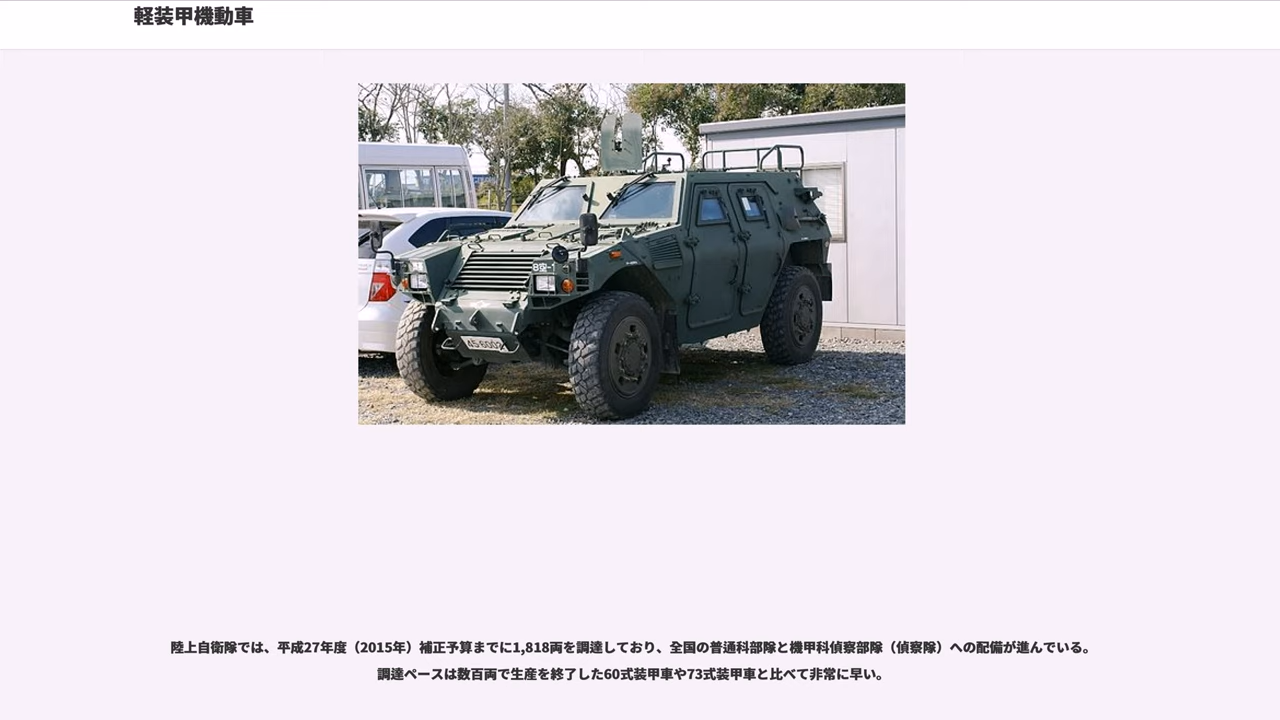 軽装甲機動車
8空-1
45-6002
陸上自衛隊では、平成27年度（2015年）補正予算までに1,818両を調達しており、全国の普通科部隊と機甲科偵察部隊（偵察隊）への配備が進んでいる。
調達ペースは数百両で生産を終了した60式装甲車や73式装甲車と比べて非常に早い。